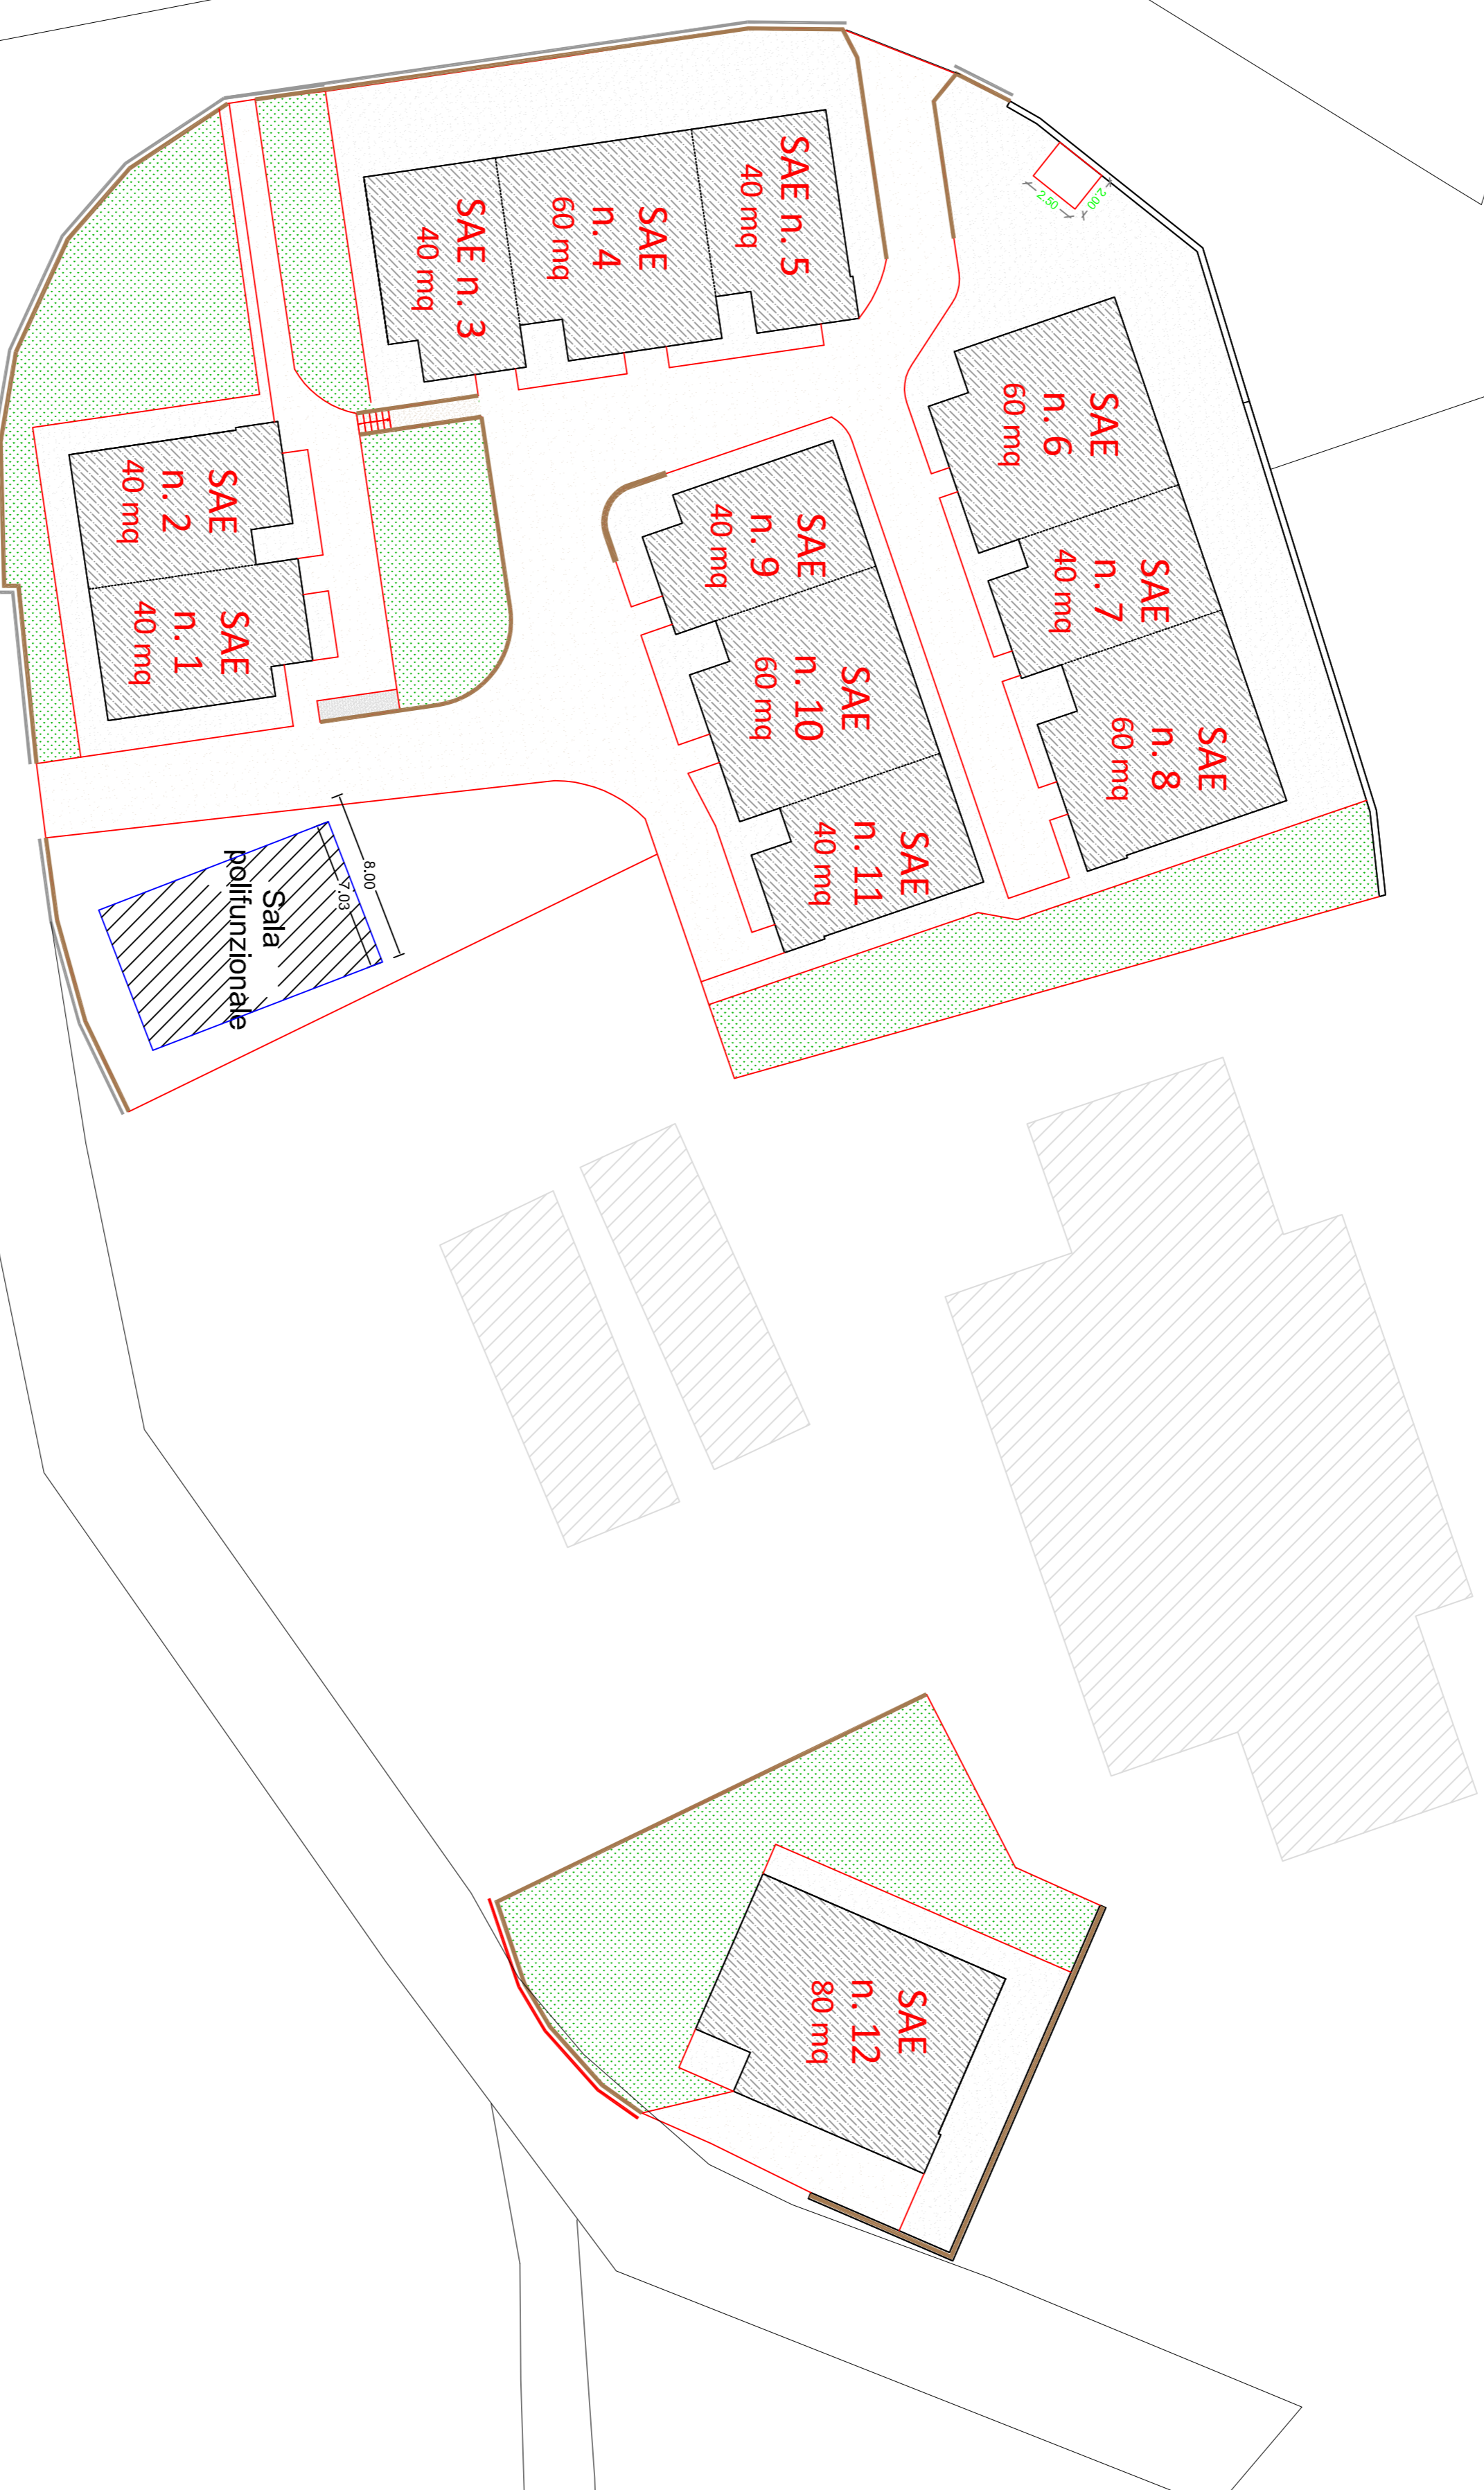 SAE n. 5
40 mq
SAE
n. 4
60 mq
SAE n. 3
40 mq
2.50
2.00
SAE
n. 6
60 mq
SAE
n. 7
40 mq
SAE
n. 8
60 mq
SAE
n. 9
40 mq
SAE
n. 10
60 mq
SAE
n. 11
40 mq
SAE
n. 2
40 mq
SAE
n. 1
40 mq
8.00
7.03
Sala
polifunzionale
SAE
n. 12
80 mq